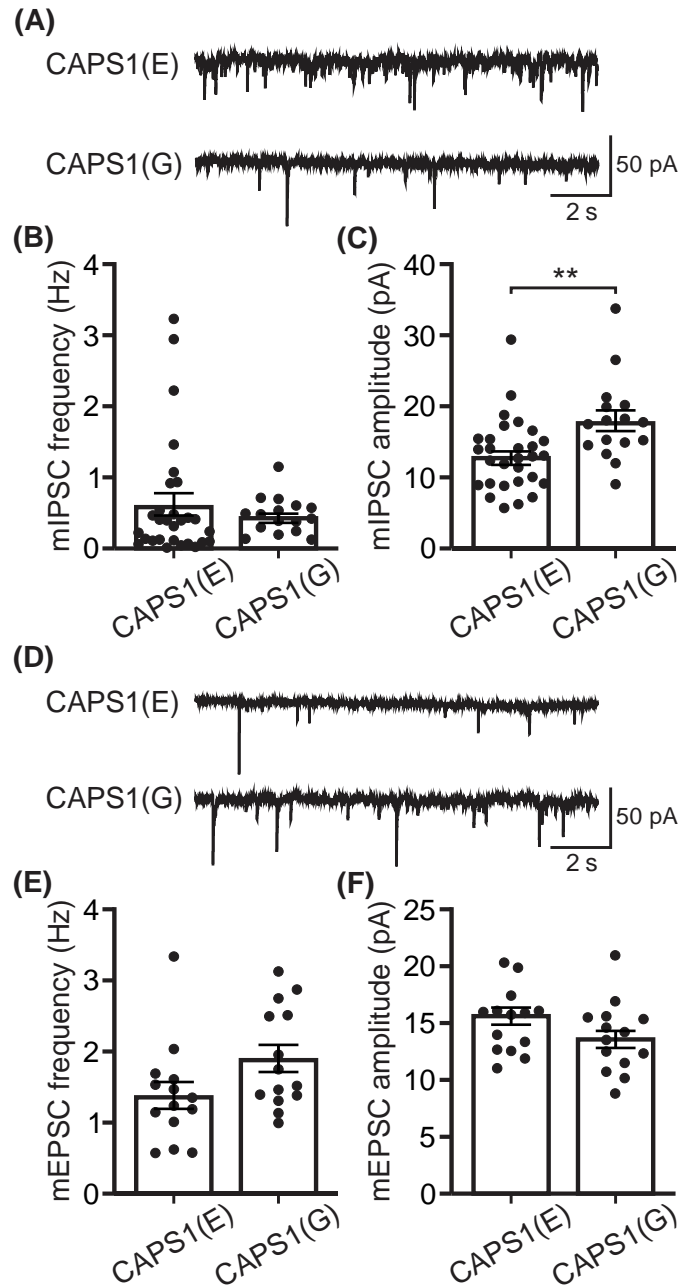 (A)
CAPS1(E)
CAPS1(G)
50 pA
2 s
(B)
mIPSC frequency (Hz)
4
3
2
1
0
CAPS1(E)
CAPS1(G)
(C)
mIPSC amplitude (pA)
40
30
20
10
0
**
CAPS1(E)
CAPS1(G)
(D)
CAPS1(E)
CAPS1(G)
50 pA
2 s
(E)
mEPSC frequency (Hz)
4
3
2
1
0
CAPS1(E)
CAPS1(G)
(F)
mEPSC amplitude (pA)
25
20
15
10
5
0
CAPS1(E)
CAPS1(G)